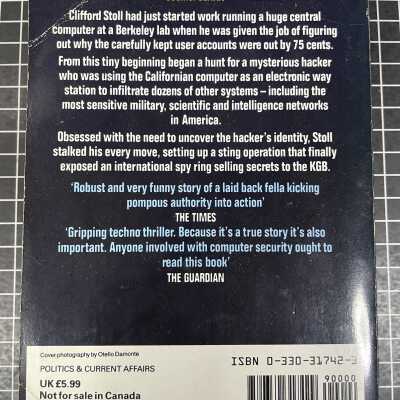 Clifford Stoll had just started work running a huge central
computer at a Berkeley lab when he was given the job of figuring
out why the carefully kept user accounts were out by 75 cents.
From this tiny beginning began a hunt for a mysterious hacker
who was using the Californian computer as an electronic way
station to infiltrate dozens of other systems – including the
most sensitive military, scientific and intelligence networks
in America.
Obsessed with the need to uncover the hacker's identity, Stoll
stalked his every move, setting up a sting operation that finally
exposed an international spy ring selling secrets to the KGB.
'Robust and very funny story of a laid back fella kicking
pompous authority into action'
THE TIMES
'Gripping techno thriller. Because it's a true story it's also
important. Anyone involved with computer security ought to
read this book'
THE GUARDIAN
Cover photography by Otello Damonte
POLITICS & CURRENT AFFAIRS
UK £5.99
Not for sale in Canada
ISBN 0-330-31742-3
90000